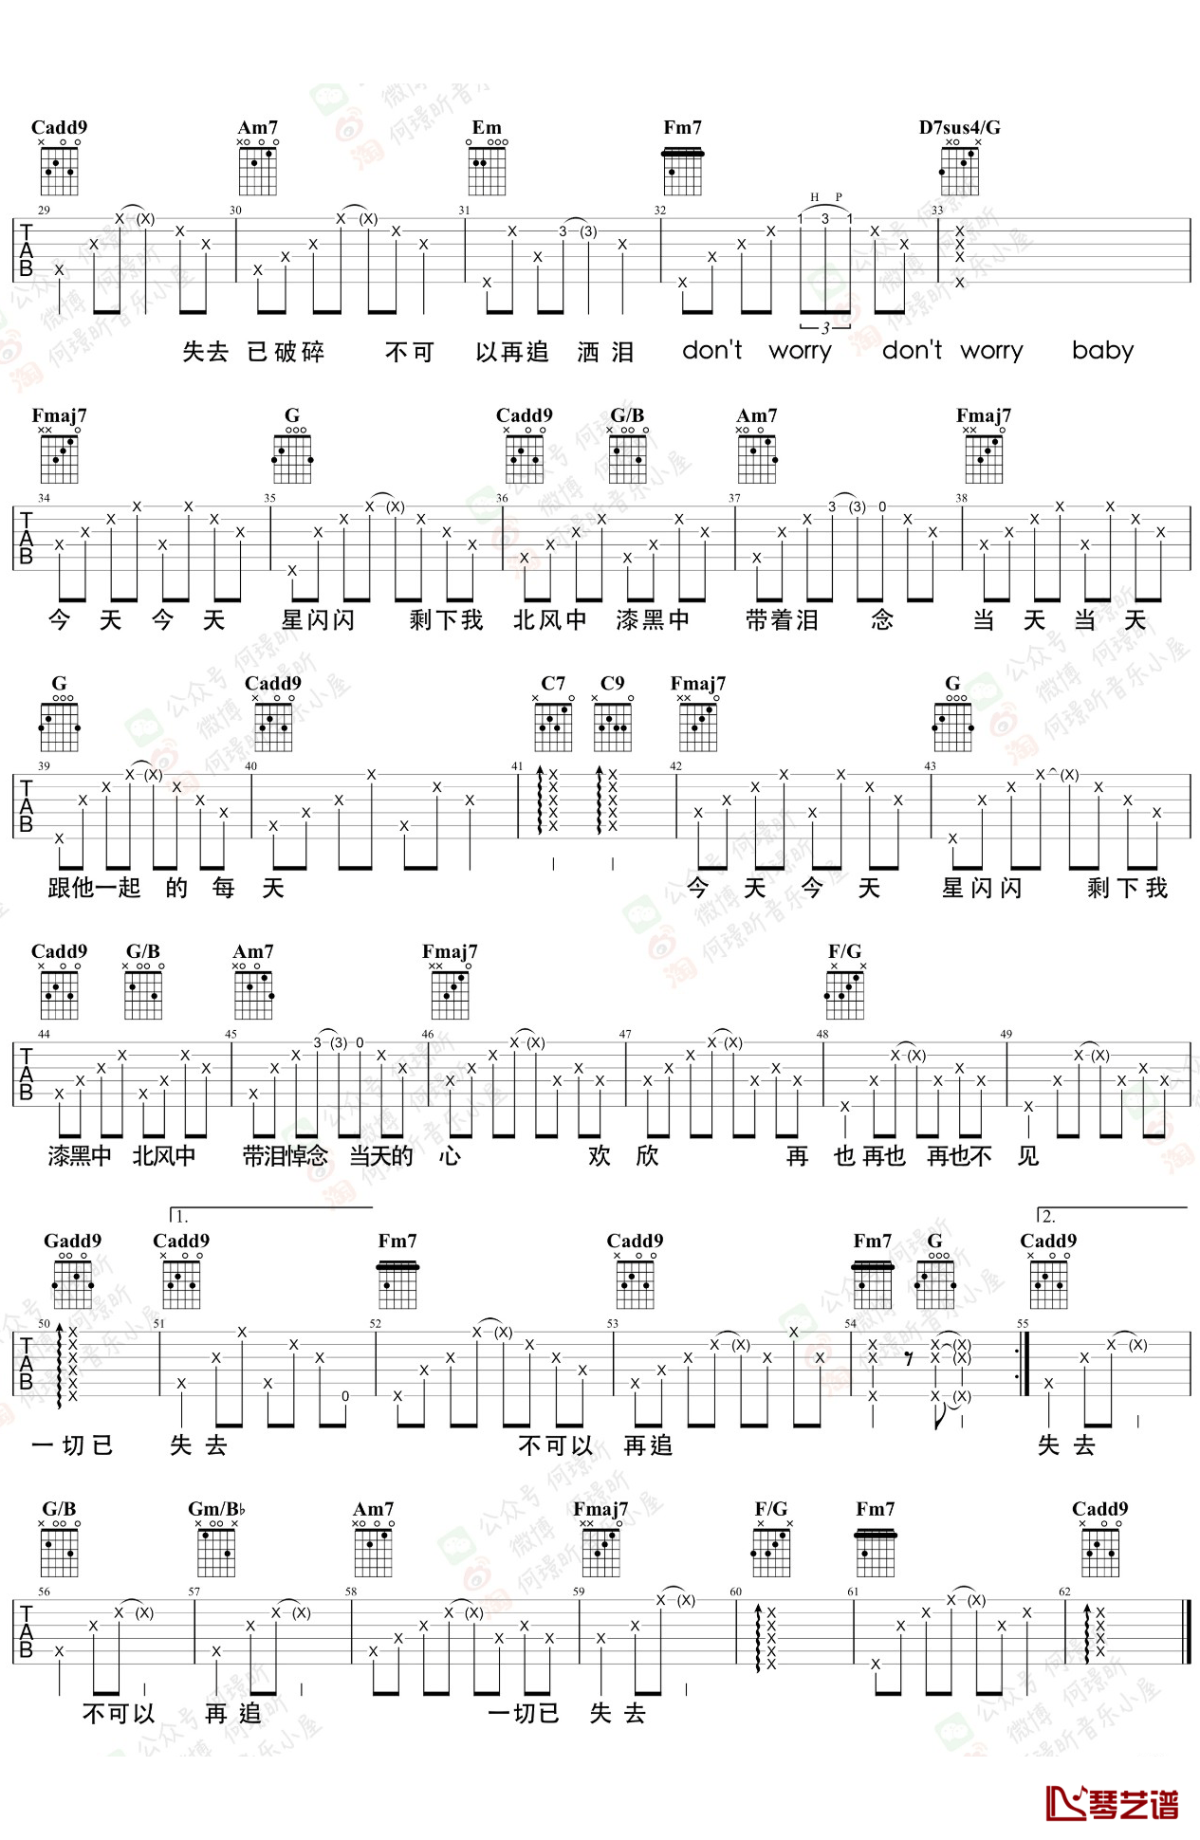 Cadd9 Am7 Em Fm7 D7sus4/G
29 30 31 32 33
H P
3
失去 已破碎 不可 以再追 洒泪 don't worry don't worry baby
Fmaj7 G Cadd9 G/B Am7 Fmaj7
34 35 36 37 38
今 天 今 天 星闪闪 剩下我 北风中 漆黑中 带着泪 念 当 天 当 天
G Cadd9 C7 C9 Fmaj7 G
39 40 41 42 43
跟他一起 的 每 天 今 天 今 天 星闪闪 剩下我
Cadd9 G/B Am7 Fmaj7 F/G
44 45 46 47 48 49
漆黑中 北风中 带泪悼念 当天的 心 欢 欣 再 也 再也 再也不 见
1. 2.
Gadd9 Cadd9 Fm7 Cadd9 Fm7 G Cadd9
50 51 52 53 54 55
一切已 失去 不可以 再追 失去
G/B Gm/B♭ Am7 Fmaj7 F/G Fm7 Cadd9
56 57 58 59 60 61 62
不可以 再追 一切已 失去
公众号 何璟昕
微博 何璟昕
淘 何璟昕音乐小屋
琴艺谱